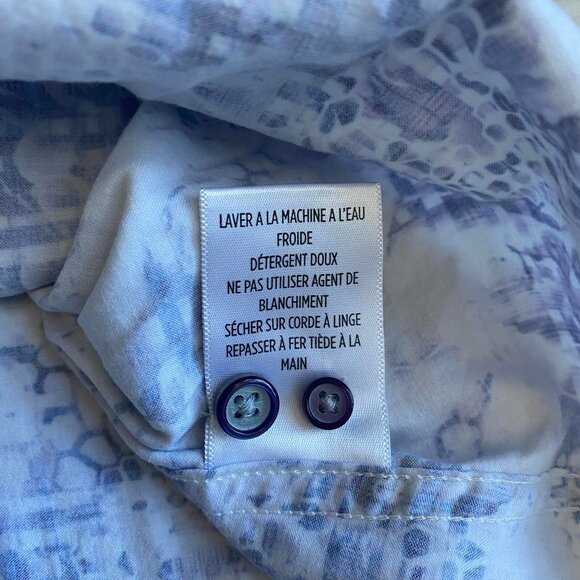 LAVER A LA MACHINE A L'EAU
FROIDE
DÉTERGENT DOUX
NE PAS UTILISER AGENT DE
BLANCHIMENT
SÉCHER SUR CORDE À LINGE
REPASSER À FER TIÈDE À LA
MAIN